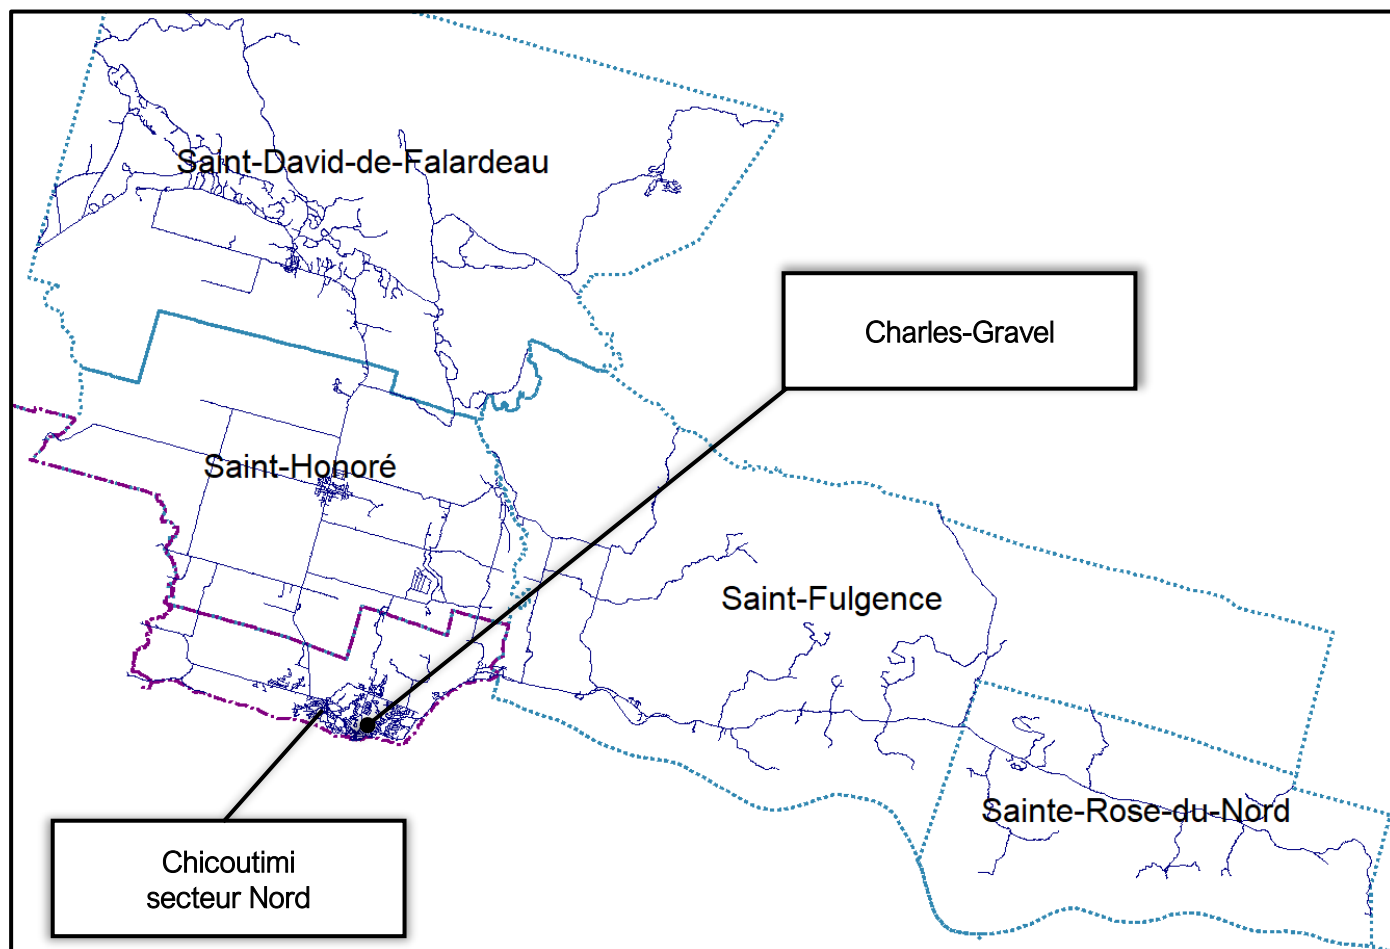 Saint-David-de-Falardeau
Charles-Gravel
Saint-Honoré
Saint-Fulgence
Sainte-Rose-du-Nord
Chicoutimi
secteur Nord